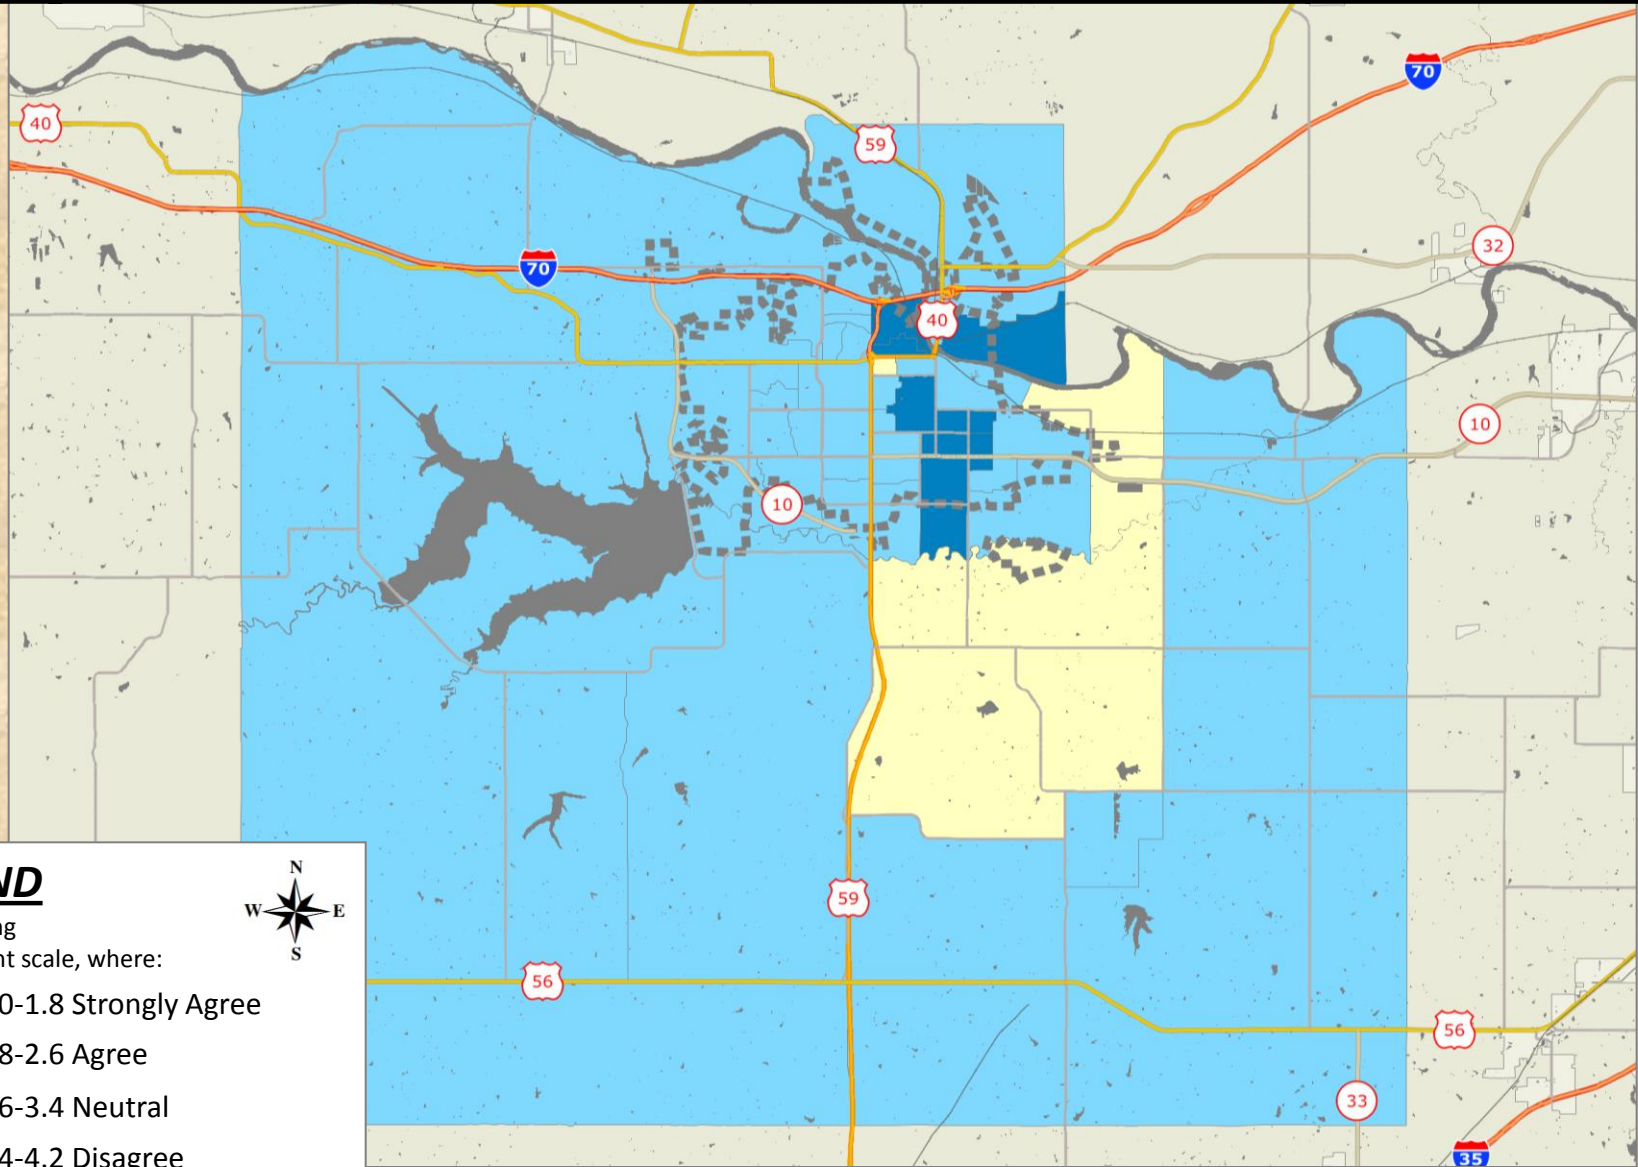 70
40
59
32
70
40
10
10
59
56
56
33
35
ND
N
W E
S
ng
nt scale, where:
0-1.8 Strongly Agree
8-2.6 Agree
6-3.4 Neutral
4-4.2 Disagree